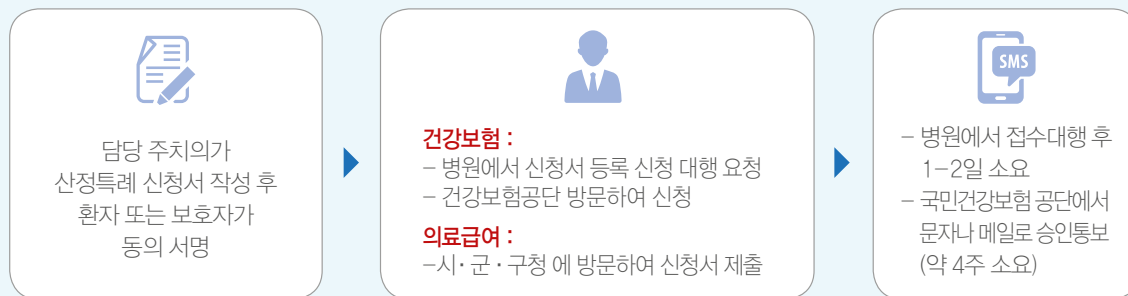 담당 주치의가
산정특례 신청서 작성 후
환자 또는 보호자가
동의 서명
건강보험 :
- 병원에서 신청서 등록 신청 대행 요청
- 건강보험공단 방문하여 신청
의료급여 :
-시· 군 · 구청 에 방문하여 신청서 제출
SMS
- 병원에서 접수대행 후
1-2일 소요
- 국민건강보험 공단에서
문자나 메일로 승인통보
(약 4주 소요)